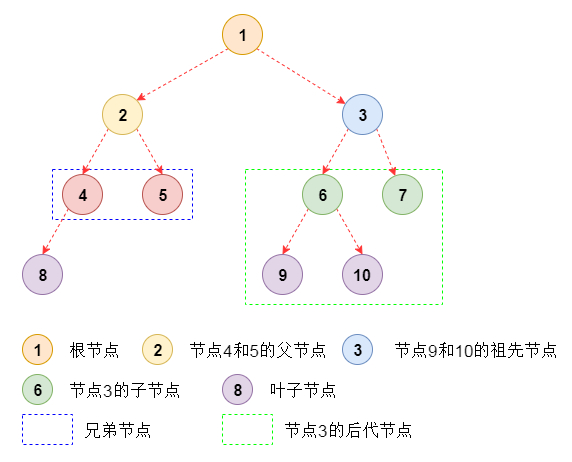 1
2 3
4 5 6 7
8 9 10
1 根节点 2 节点4和5的父节点 3 节点9和10的祖先节点
6 节点3的子节点 8 叶子节点
兄弟节点 节点3的后代节点